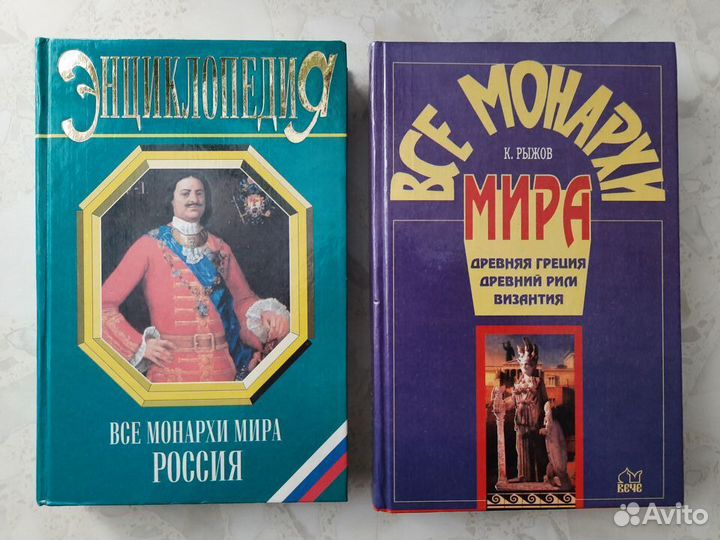 ЭНЦИКЛОПЕДИЯ
ВСЕ МОНАРХИ МИРА
РОССИЯ
ВСЕ МОНАРХИ
К. РЫЖОВ
МИРА
ДРЕВНЯЯ ГРЕЦИЯ
ДРЕВНИЙ РИМ
ВИЗАНТИЯ
ВЕЧЕ
Avito